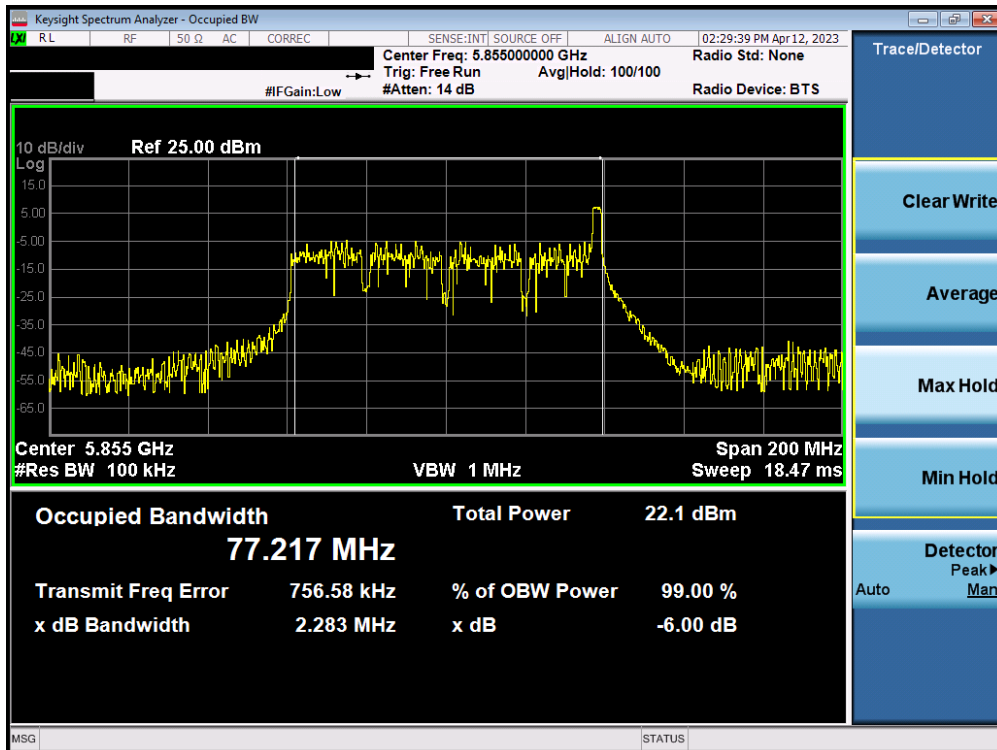 Keysight Spectrum Analyzer - Occupied BW
LXI RL RF 50 Ω AC CORREC SENSE:INT SOURCE OFF ALIGN AUTO 02:29:39 PM Apr 12, 2023
Center Freq: 5.855000000 GHz Radio Std: None
Trig: Free Run Avg|Hold: 100/100
#IFGain:Low #Atten: 14 dB Radio Device: BTS
Trace/Detector
10 dB/div Ref 25.00 dBm
Log
15.0
5.00
-5.00
-15.0
-25.0
-35.0
-45.0
-55.0
-65.0
Center 5.855 GHz Span 200 MHz
#Res BW 100 kHz VBW 1 MHz Sweep 18.47 ms
Occupied Bandwidth Total Power 22.1 dBm
77.217 MHz
Transmit Freq Error 756.58 kHz % of OBW Power 99.00 %
x dB Bandwidth 2.283 MHz x dB -6.00 dB
Clear Write
Average
Max Hold
Min Hold
Detector
Peak▶
Auto Man
MSG STATUS